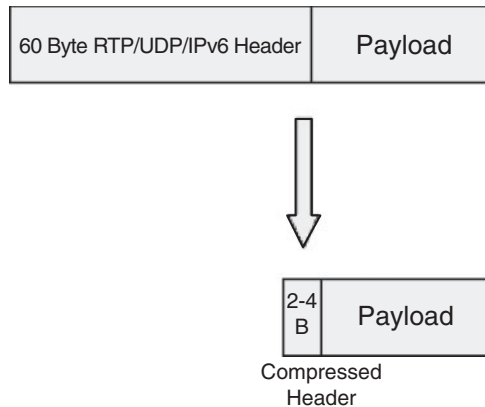 60 Byte RTP/UDP/IPv6 Header Payload
2-4
B
Payload
Compressed
Header